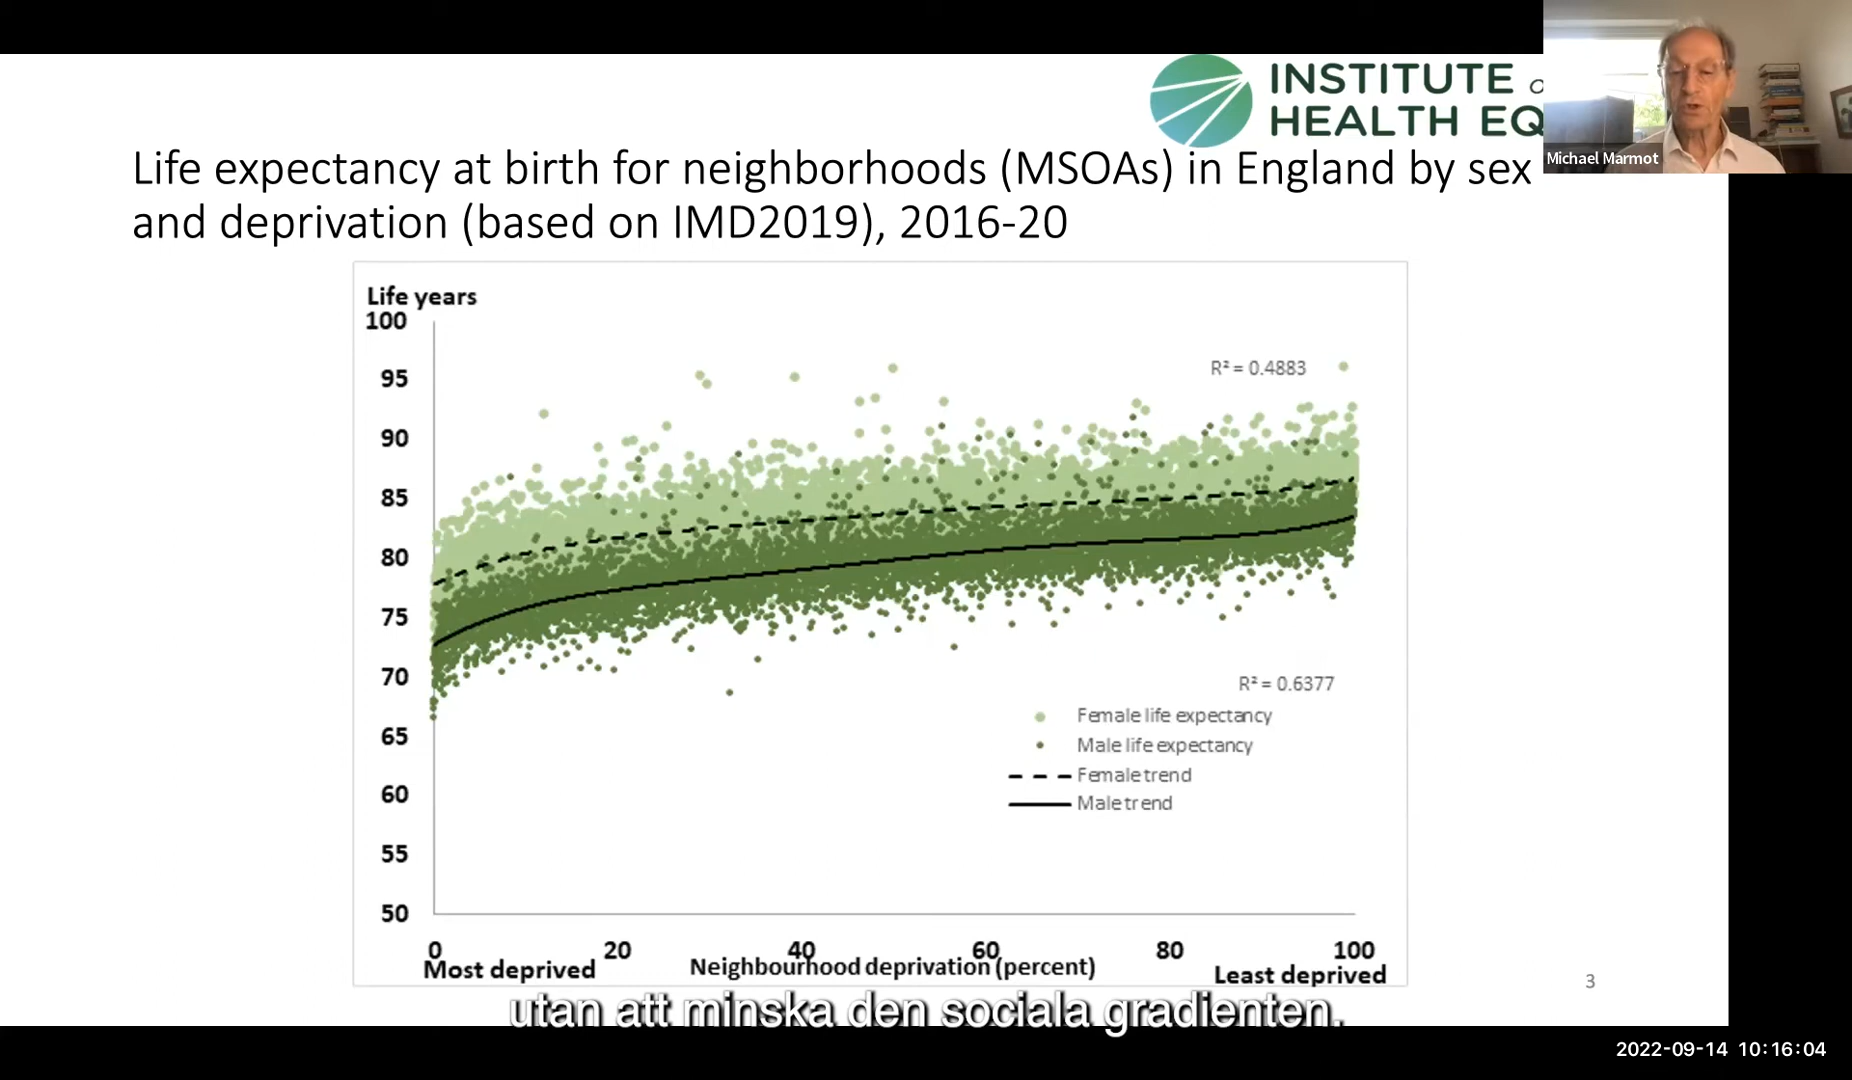 INSTITUTE
HEALTH EQ
Michael Marmot
Life expectancy at birth for neighborhoods (MSOAs) in England by sex
and deprivation (based on IMD2019), 2016-20
Life years
100
95
90
85
80
75
70
65
60
55
50
R² = 0.4883
R² = 0.6377
Female life expectancy
Male life expectancy
Female trend
Male trend
0 20 40 60 80 100
Most deprived Neighbourhood deprivation (percent) Least deprived
3
utan att minska den sociala gradienten.
2022-09-14 10:16:04